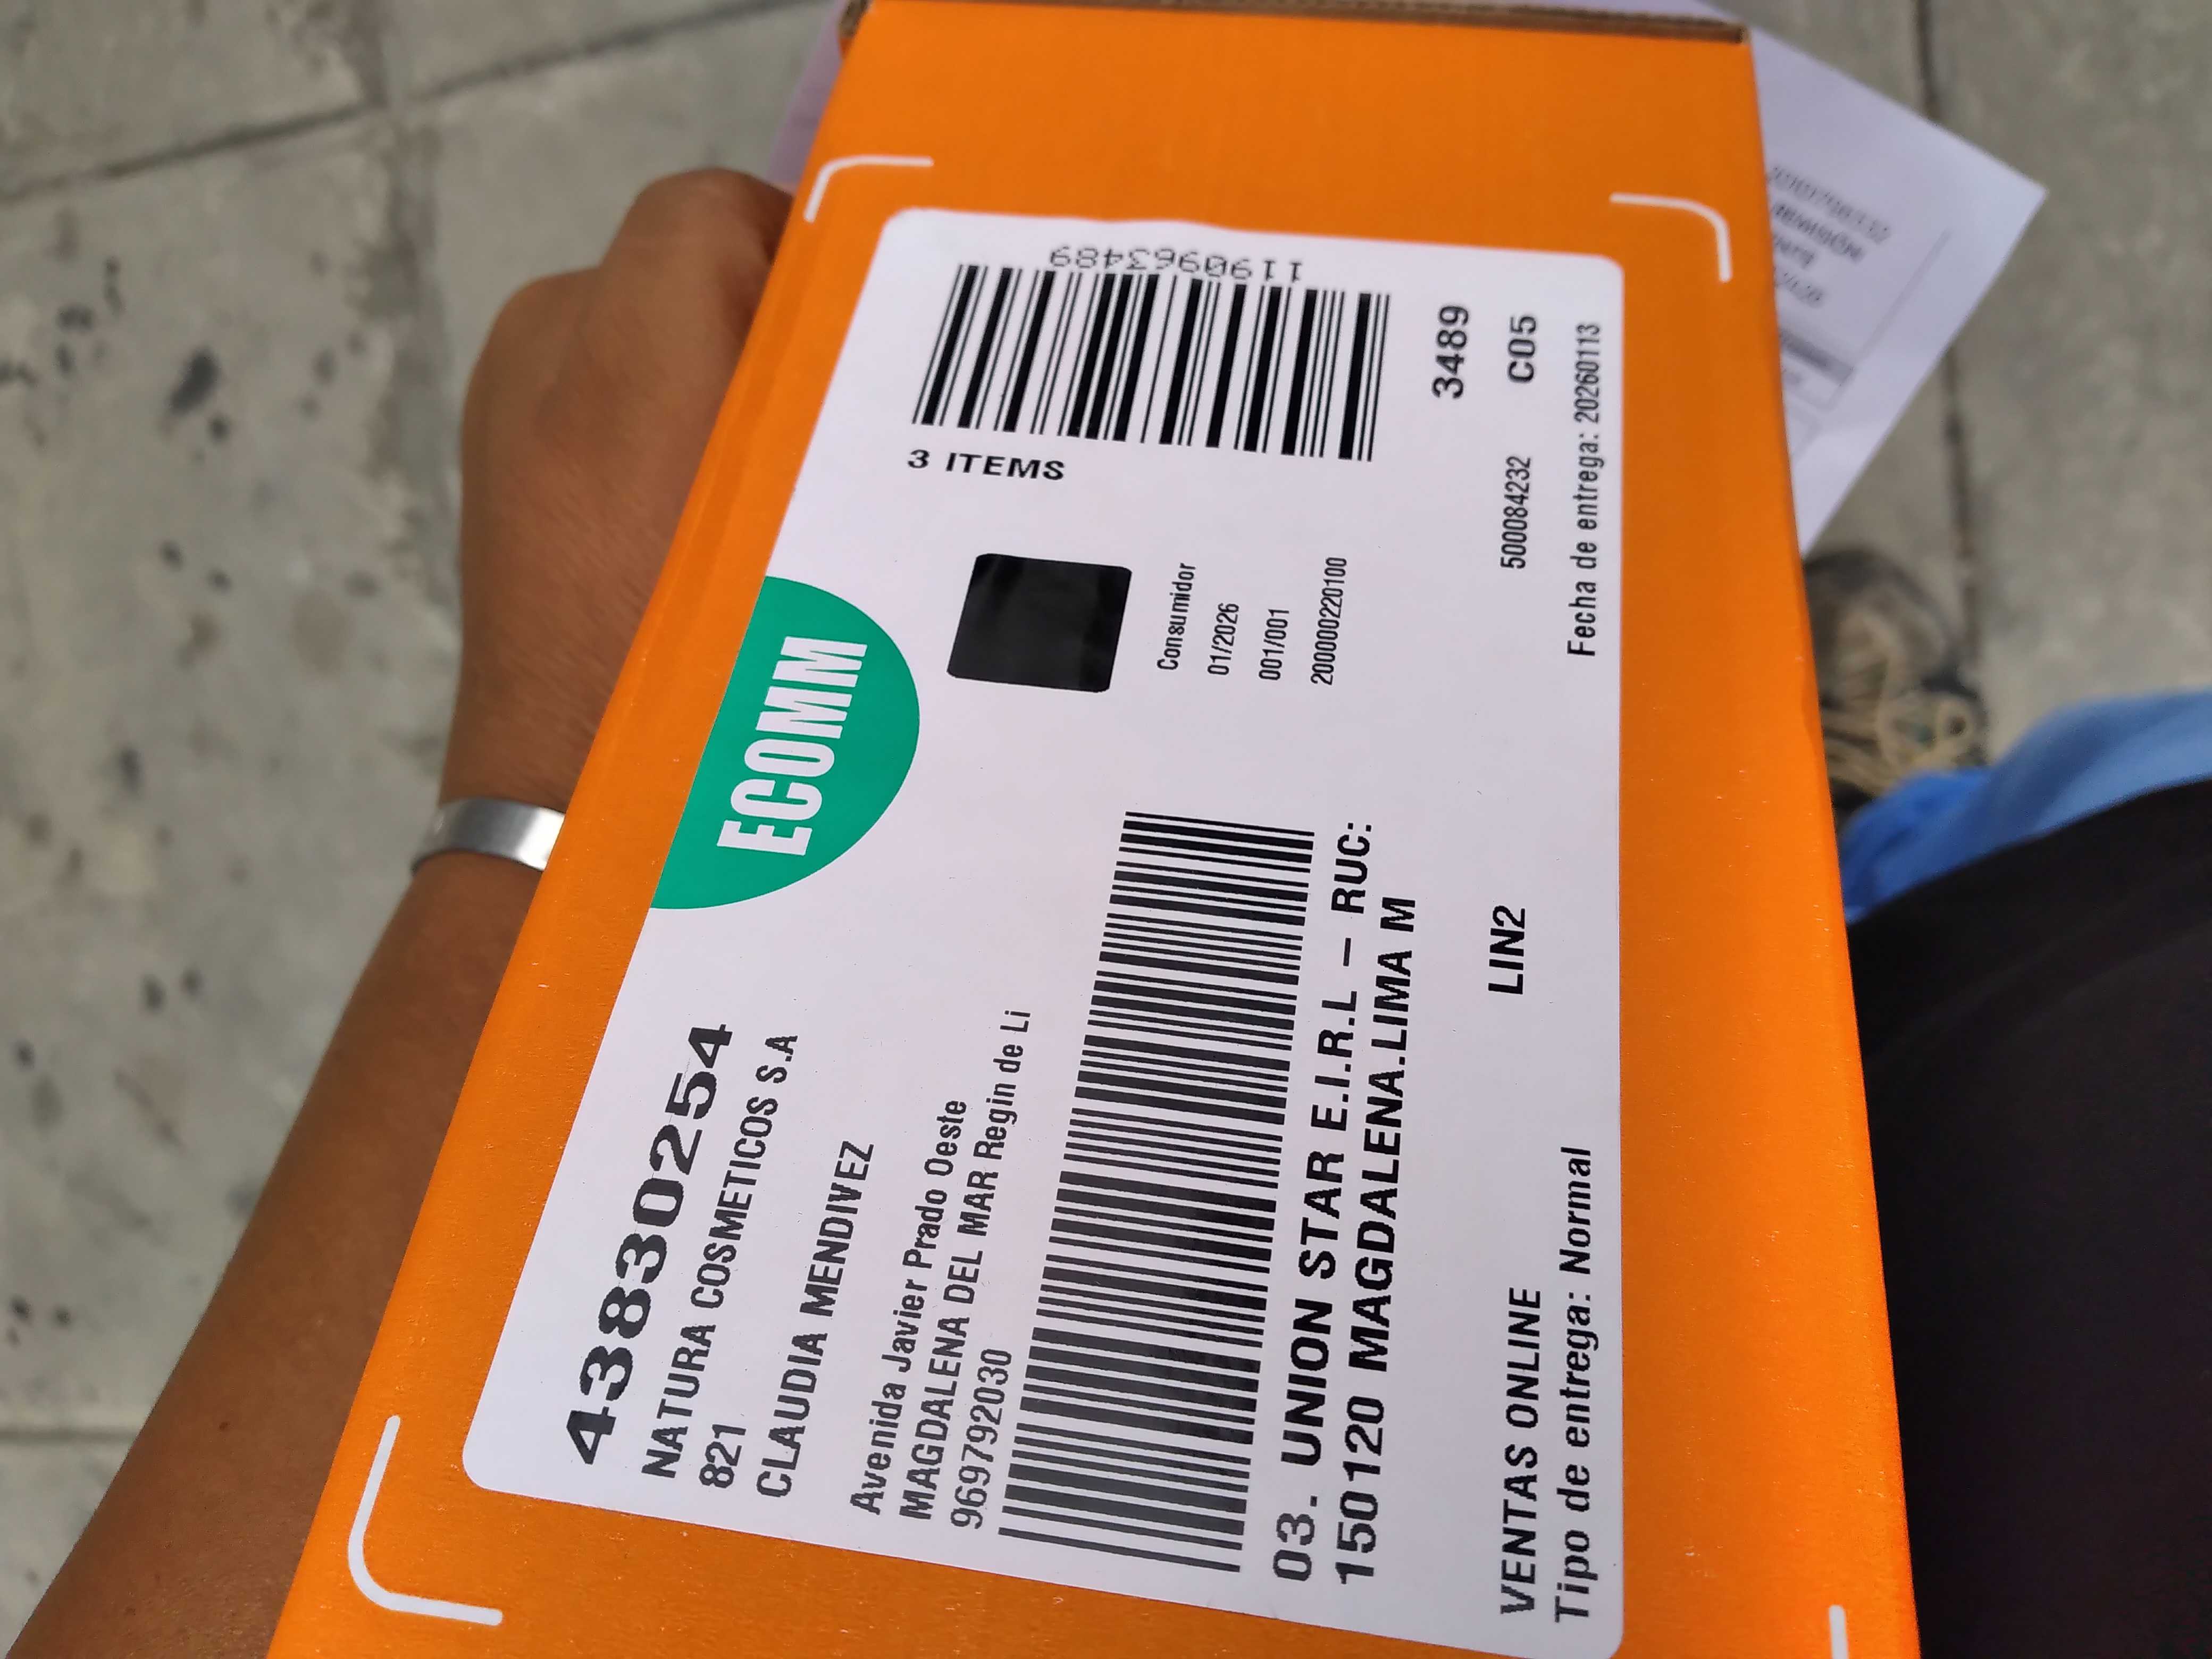 43830254
NATURA COSMETICOS S.A
821
CLAUDIA MENDIVEZ
Avenida Javier Prado Oeste
MAGDALENA DEL MAR Regin de Li
969792030
03. UNION STAR E.I.R.L – RUC:
150120 MAGDALENA.LIMA M
LIN2
VENTAS ONLINE
Tipo de entrega: Normal
ECOMM
Consumidor
01/2026
001/001
200000220100
3 ITEMS
1190963489
3489
500084232 C05
Fecha de entrega: 20260113